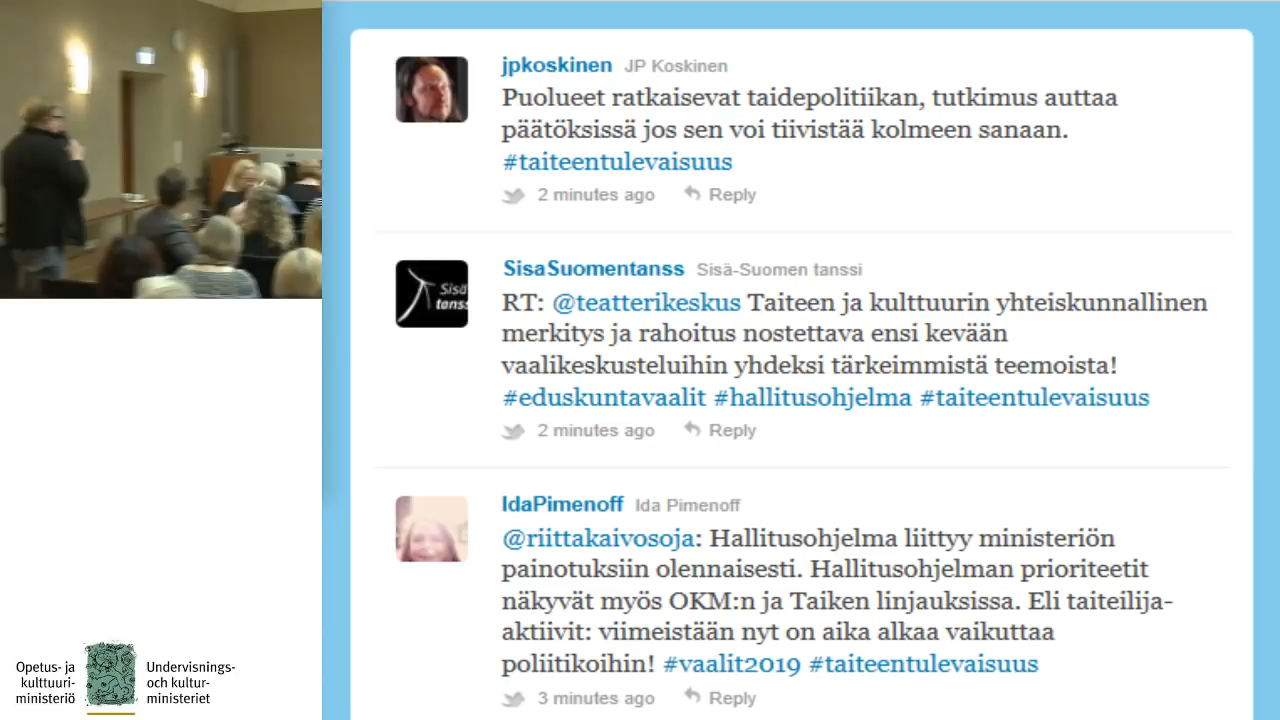 jpkoskinen JP Koskinen
Puolueet ratkaisevat taidepolitiikan, tutkimus auttaa
päätöksissä jos sen voi tiivistää kolmeen sanaan.
#taiteentulevaisuus
2 minutes ago Reply
SisaSuomentanss Sisä-Suomen tanssi
Sisä
tanss
RT: @teatterikeskus Taiteen ja kulttuurin yhteiskunnallinen
merkitys ja rahoitus nostettava ensi kevään
vaalikeskusteluihin yhdeksi tärkeimmistä teemoista!
#eduskuntavaalit #hallitusohjelma #taiteentulevaisuus
2 minutes ago Reply
IdaPimenoff Ida Pimenoff
@riittakaivosoja: Hallitusohjelma liittyy ministeriön
painotuksiin olennaisesti. Hallitusohjelman prioriteetit
näkyvät myös OKM:n ja Taiken linjauksissa. Eli taiteilija-
aktiivit: viimeistään nyt on aika alkaa vaikuttaa
poliitikoihin! #vaalit2019 #taiteentulevaisuus
3 minutes ago Reply
Opetus- ja
kulttuuri-
ministeriö
Undervisnings-
och kultur-
ministeriet